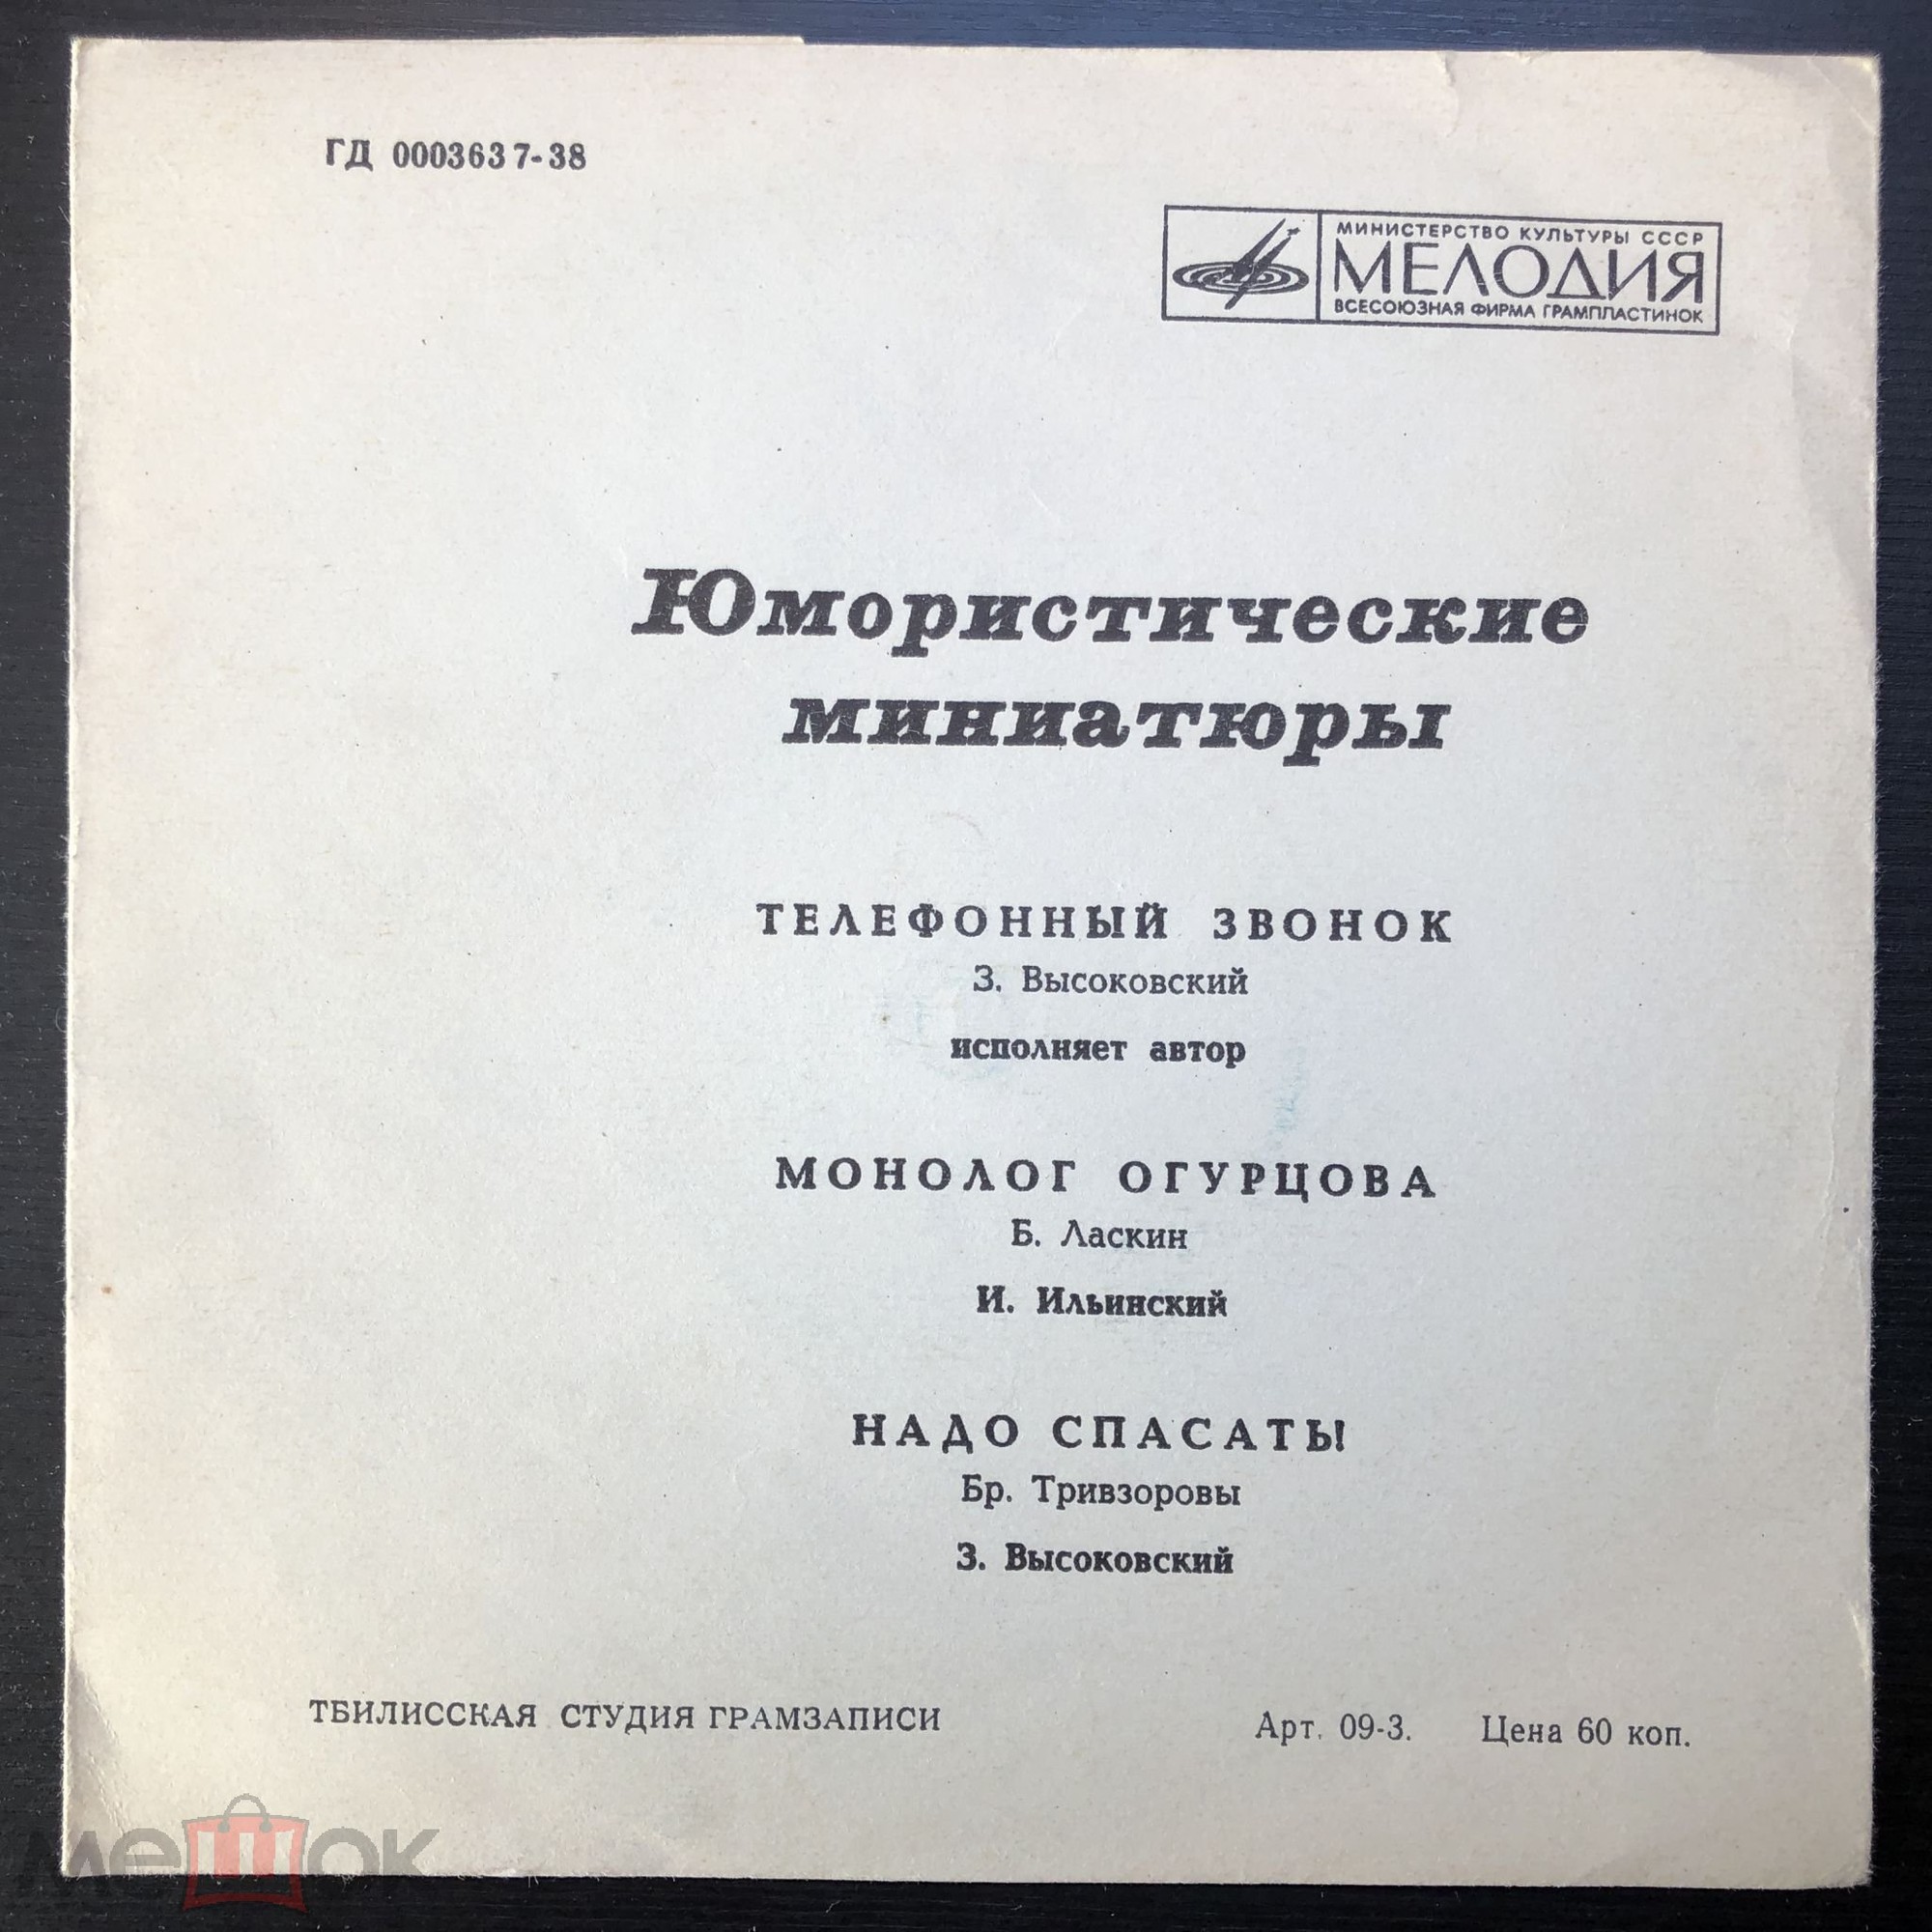 ГД 0003637-38
МИНИСТЕРСТВО КУЛЬТУРЫ СССР
МЕЛОДИЯ
ВСЕСОЮЗНАЯ ФИРМА ГРАМПЛАСТИНОК
Юмористические
миниатюры
ТЕЛЕФОННЫЙ ЗВОНОК
З. Высоковский
исполняет автор
МОНОЛОГ ОГУРЦОВА
Б. Ласкин
И. Ильинский
НАДО СПАСАТЬ!
Бр. Тривзоровы
З. Высоковский
ТБИЛИССКАЯ СТУДИЯ ГРАМЗАПИСИ
Арт. 09-3. Цена 60 коп.
мешок